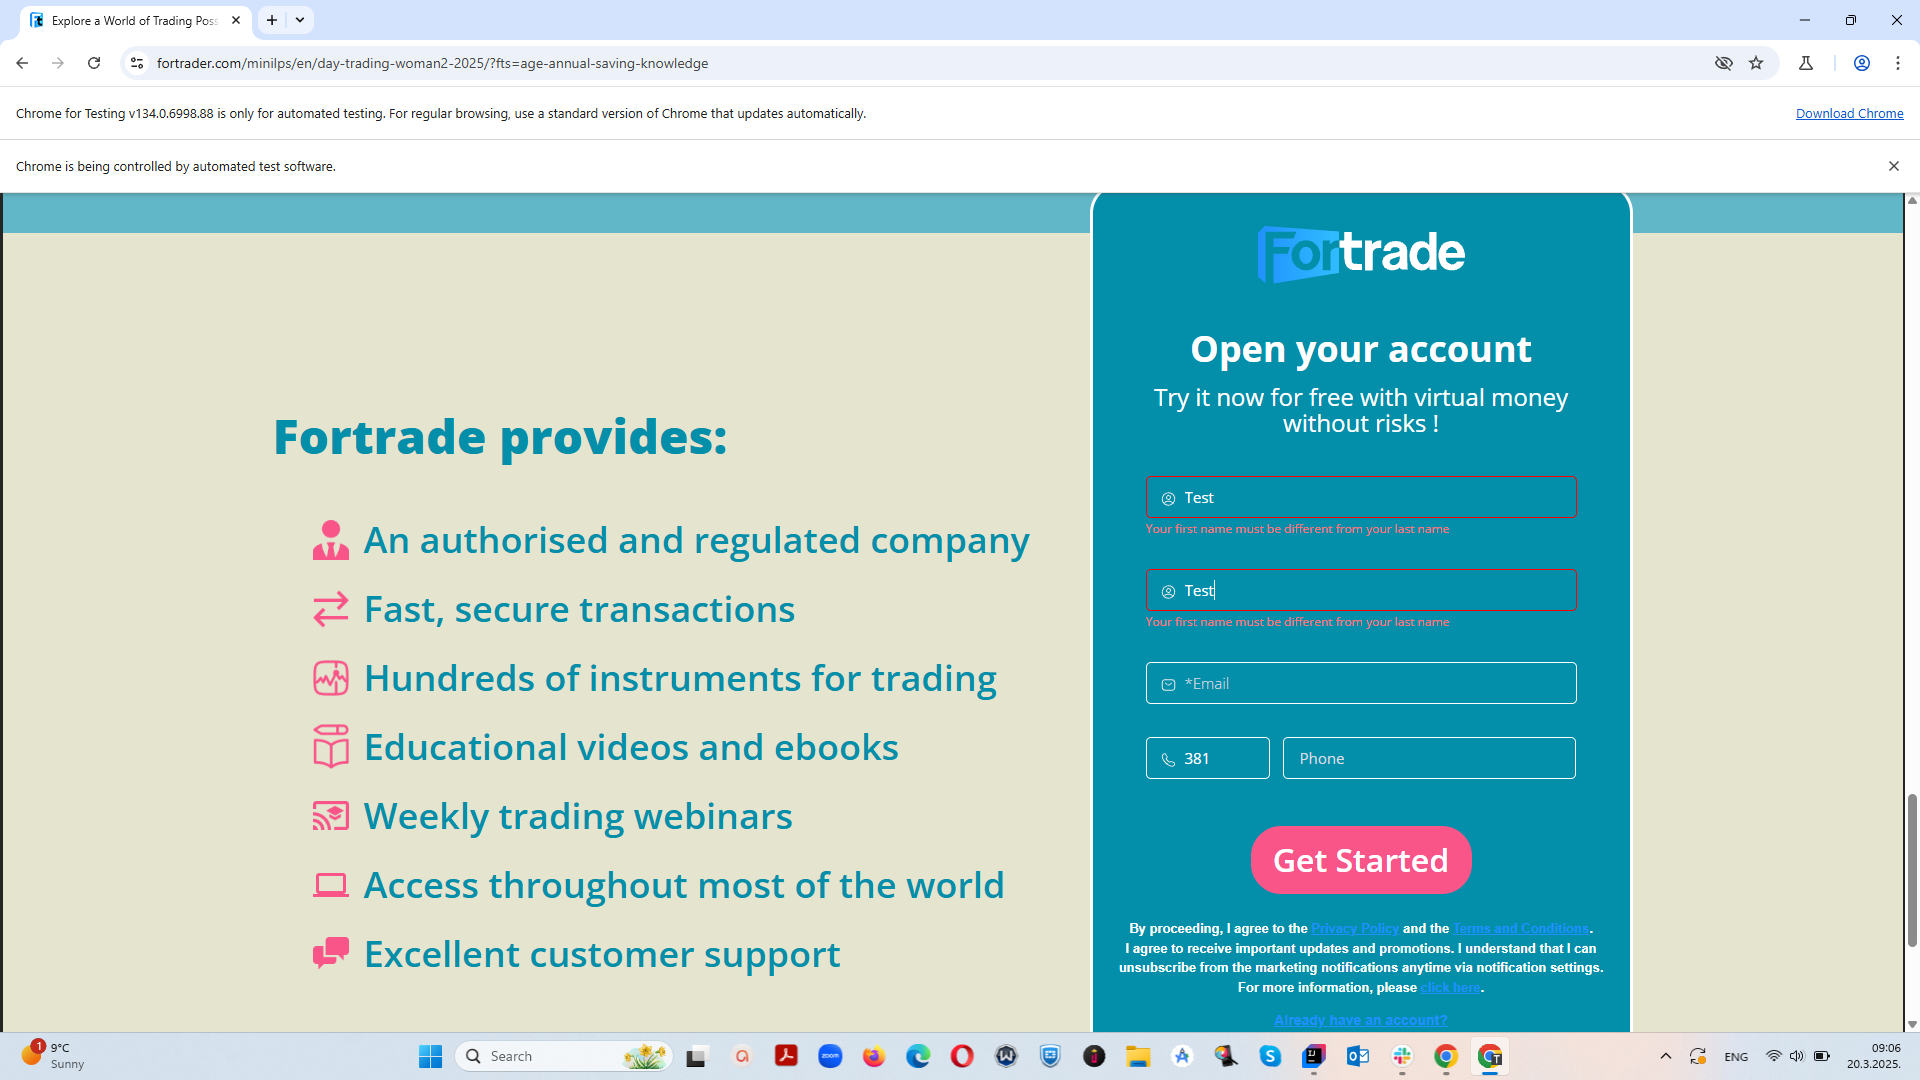 Explore a World of Trading Poss
fortrader.com/minilps/en/day-trading-woman2-2025/?fts=age-annual-saving-knowledge
Chrome for Testing v134.0.6998.88 is only for automated testing. For regular browsing, use a standard version of Chrome that updates automatically.
Download Chrome
Chrome is being controlled by automated test software.
Fortrade
Open your account
Try it now for free with virtual money
without risks !
Test
Your first name must be different from your last name
Test
Your first name must be different from your last name
*Email
381
Phone
Get Started
By proceeding, I agree to the Privacy Policy and the Terms and Conditions.
I agree to receive important updates and promotions. I understand that I can
unsubscribe from the marketing notifications anytime via notification settings.
For more information, please click here.
Already have an account?
Fortrade provides:
An authorised and regulated company
Fast, secure transactions
Hundreds of instruments for trading
Educational videos and ebooks
Weekly trading webinars
Access throughout most of the world
Excellent customer support
1
9°C
Sunny
Search
zoom
ENG
09:06
20.3.2025.